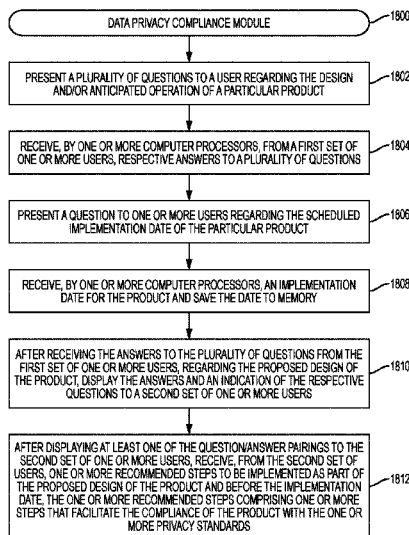 DATA PRIVACY COMPLIANCE MODULE
1800
PRESENT A PLURALITY OF QUESTIONS TO A USER REGARDING THE DESIGN
AND/OR ANTICIPATED OPERATION OF A PARTICULAR PRODUCT
1802
RECEIVE, BY ONE OR MORE COMPUTER PROCESSORS, FROM A FIRST SET OF
ONE OR MORE USERS, RESPECTIVE ANSWERS TO A PLURALITY OF QUESTIONS
1804
PRESENT A QUESTION TO ONE OR MORE USERS REGARDING THE SCHEDULED
IMPLEMENTATION DATE OF THE PARTICULAR PRODUCT
1806
RECEIVE, BY ONE OR MORE COMPUTER PROCESSORS, AN IMPLEMENTATION
DATE FOR THE PRODUCT AND SAVE THE DATE TO MEMORY
1808
AFTER RECEIVING THE ANSWERS TO THE PLURALITY OF QUESTIONS FROM THE
FIRST SET OF ONE OR MORE USERS, REGARDING THE PROPOSED DESIGN OF
THE PRODUCT, DISPLAY THE ANSWERS AND AN INDICATION OF THE RESPECTIVE
QUESTIONS TO A SECOND SET OF ONE OR MORE USERS
1810
AFTER DISPLAYING AT LEAST ONE OF THE QUESTION/ANSWER PAIRINGS TO THE
SECOND SET OF ONE OR MORE USERS, RECEIVE, FROM THE SECOND SET OF
USERS, ONE OR MORE RECOMMENDED STEPS TO BE IMPLEMENTED AS PART OF
THE PROPOSED DESIGN OF THE PRODUCT AND BEFORE THE IMPLEMENTATION
DATE, THE ONE OR MORE RECOMMENDED STEPS COMPRISING ONE OR MORE
STEPS THAT FACILITATE THE COMPLIANCE OF THE PRODUCT WITH THE ONE OR
MORE PRIVACY STANDARDS
1812